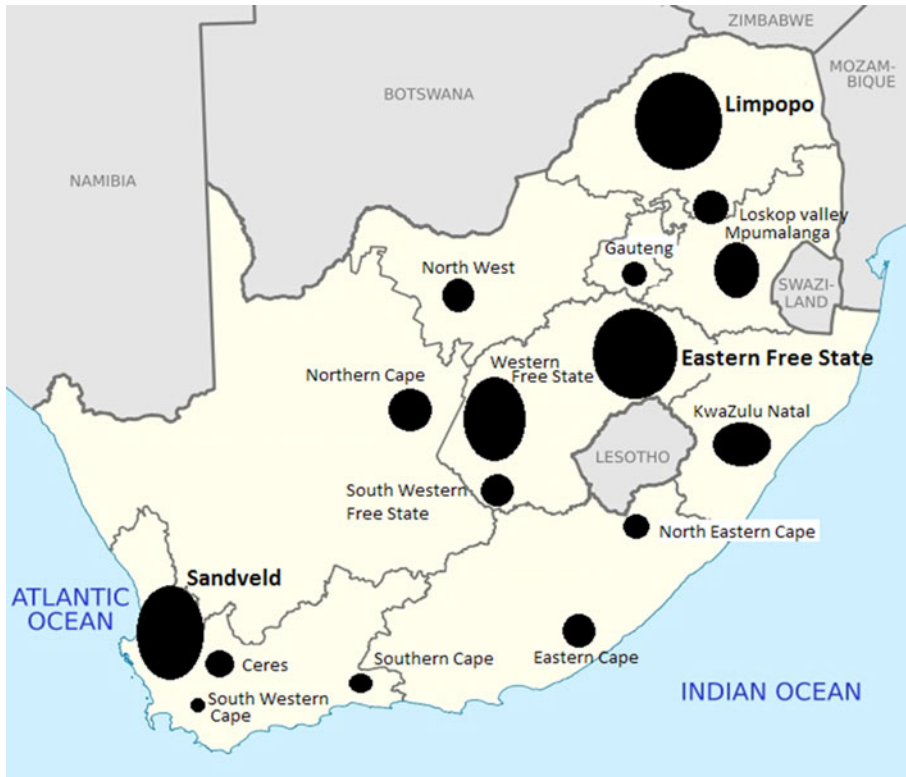 ZIMBABWE
MOZAM-
BIQUE
BOTSWANA
Limpopo
NAMIBIA
Loskop valley
Mpumalanga
Gauteng
North West
SWAZI-
LAND
Eastern Free State
Western
Free State
Northern Cape
KwaZulu Natal
LESOTHO
South Western
Free State
North Eastern Cape
Sandveld
ATLANTIC
OCEAN
Ceres
Southern Cape
Eastern Cape
South Western
Cape
INDIAN OCEAN